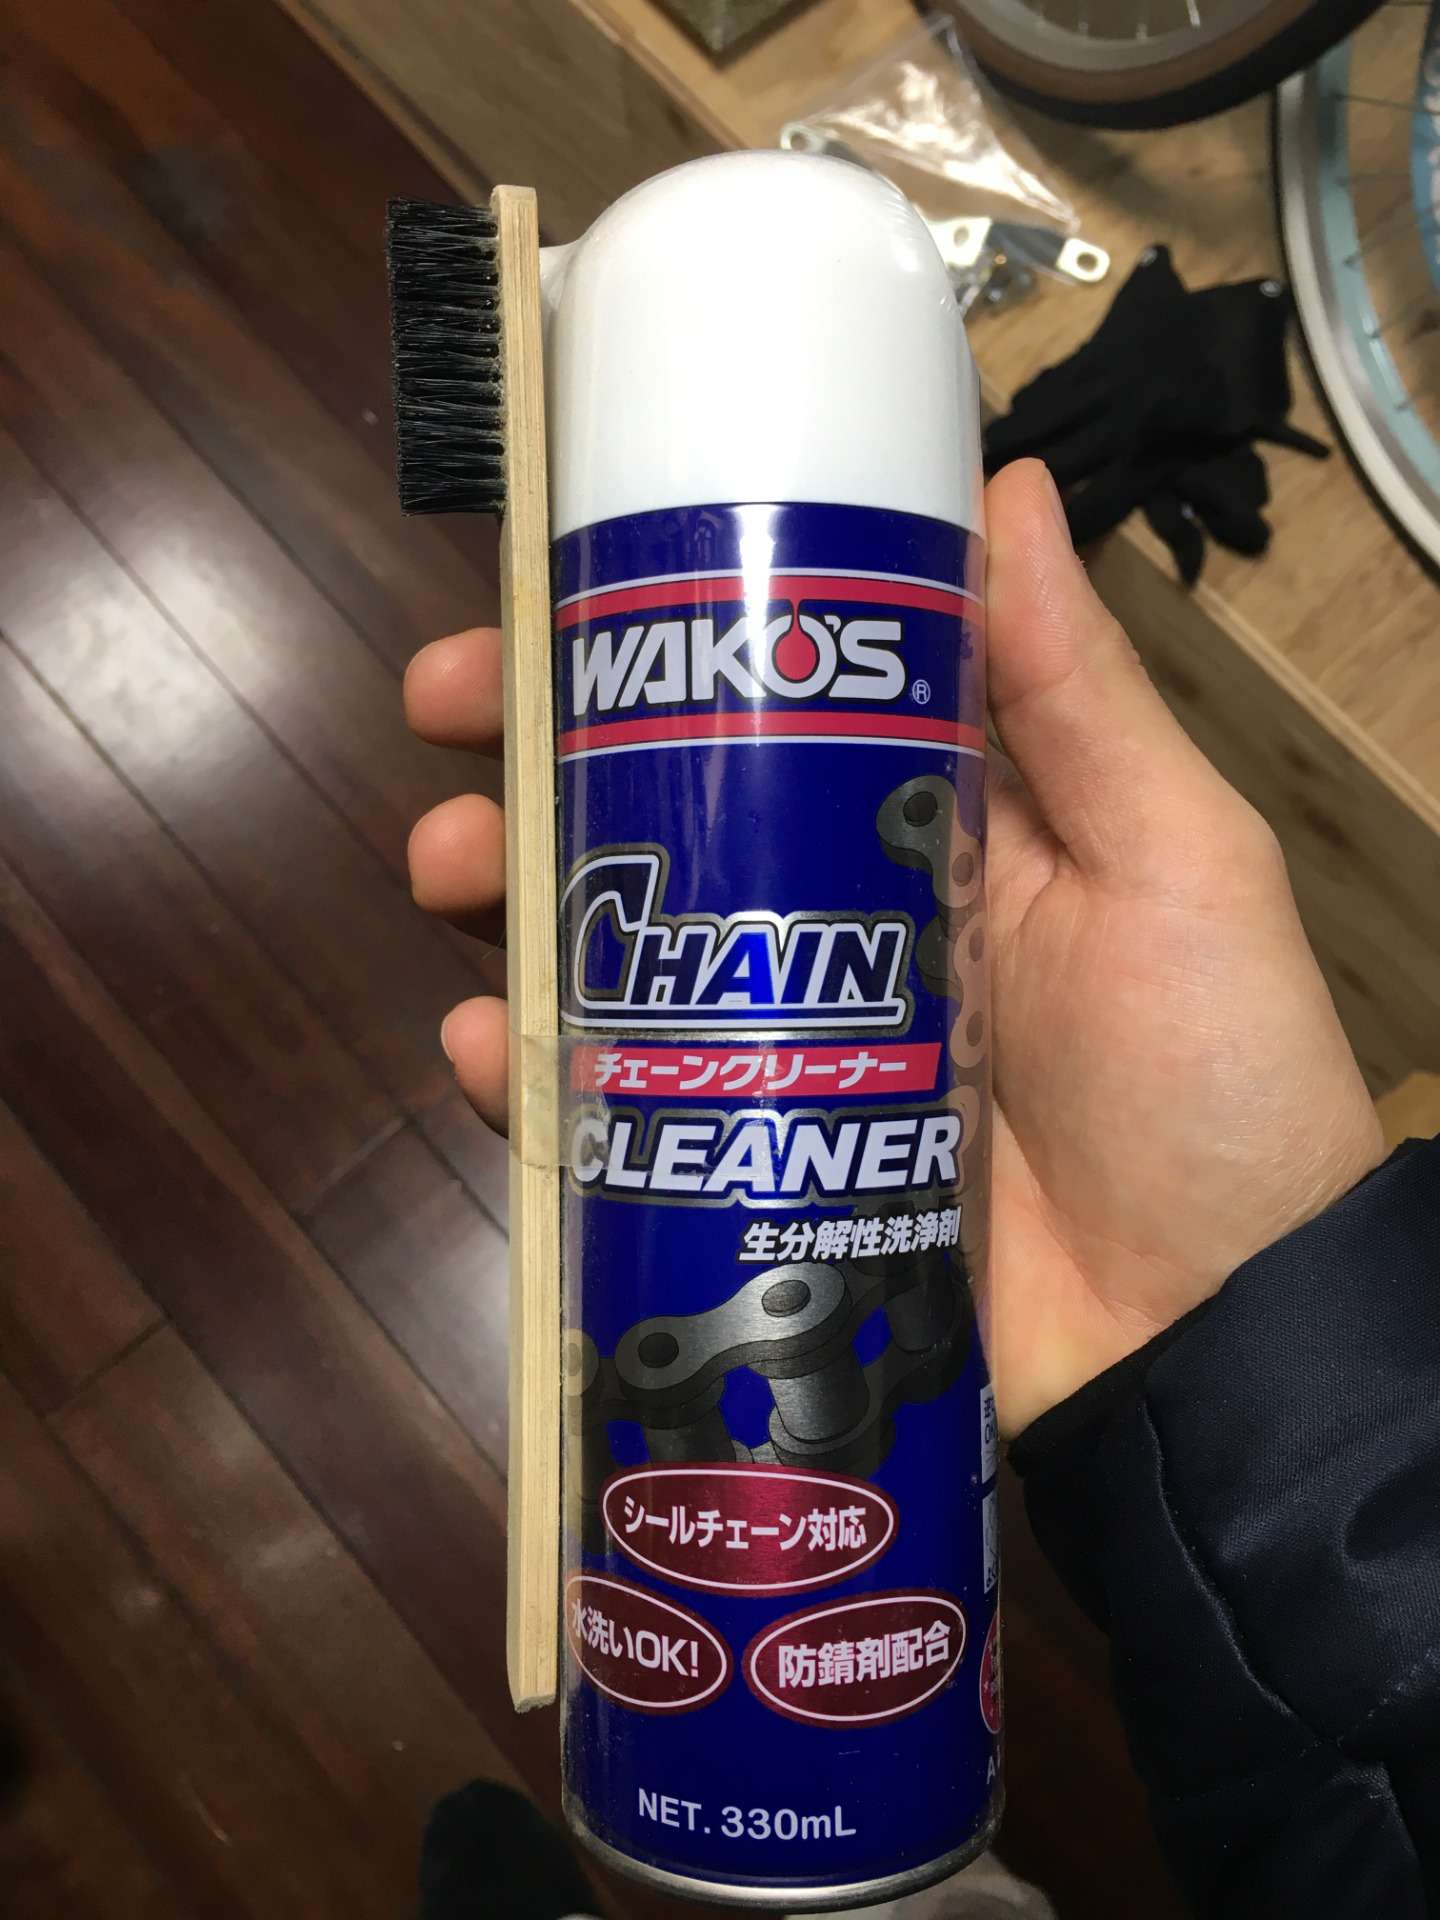 WAKO'S®
CHAIN
チェーンクリーナー
CLEANER
生分解性洗浄剤
シールチェーン対応
水洗いOK!
防錆剤配合
NET. 330mL